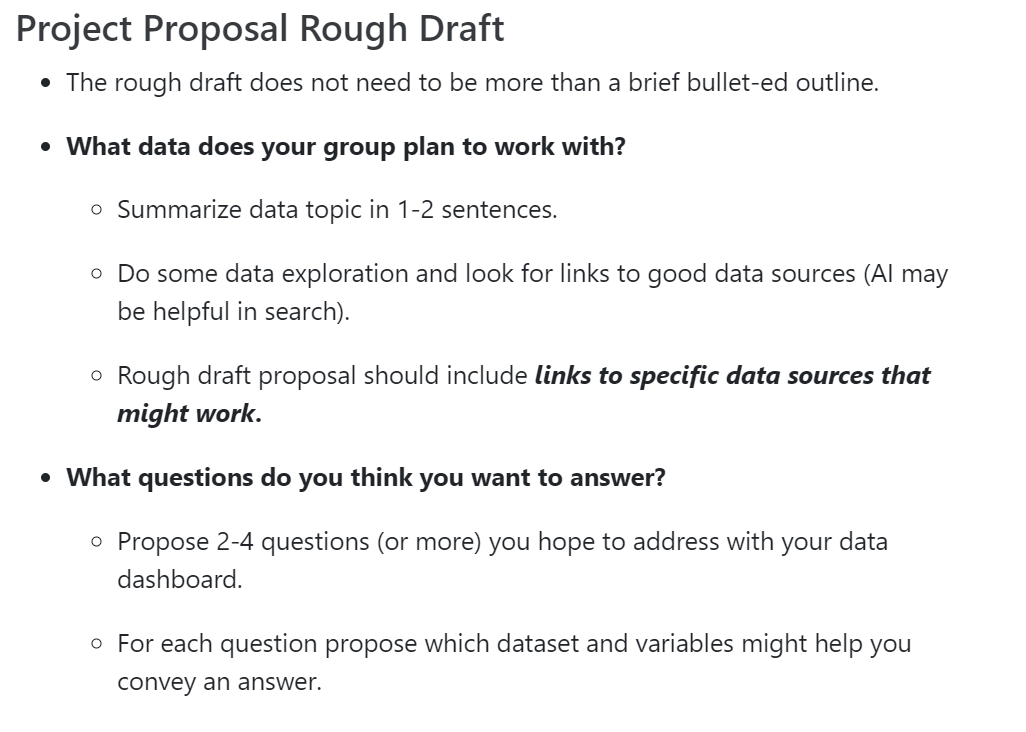 Project Proposal Rough Draft
The rough draft does not need to be more than a brief bullet-ed outline.
What data does your group plan to work with?
Summarize data topic in 1-2 sentences.
Do some data exploration and look for links to good data sources (AI may
be helpful in search).
Rough draft proposal should include links to specific data sources that
might work.
What questions do you think you want to answer?
Propose 2-4 questions (or more) you hope to address with your data
dashboard.
For each question propose which dataset and variables might help you
convey an answer.